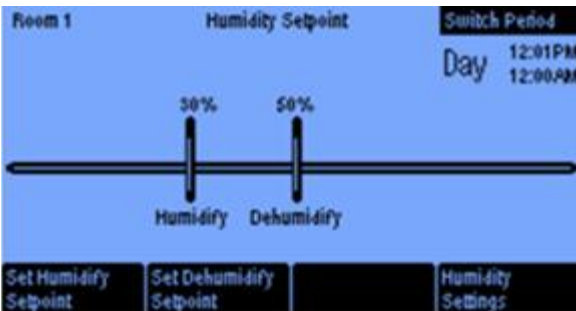 Room 1
Humidity Setpoint
Switch Period
Day
12:01PM
12:00AM
30%
50%
Humidify
Dehumidify
Set Humidify
Setpoint
Set Dehumidify
Setpoint
Humidity
Settings